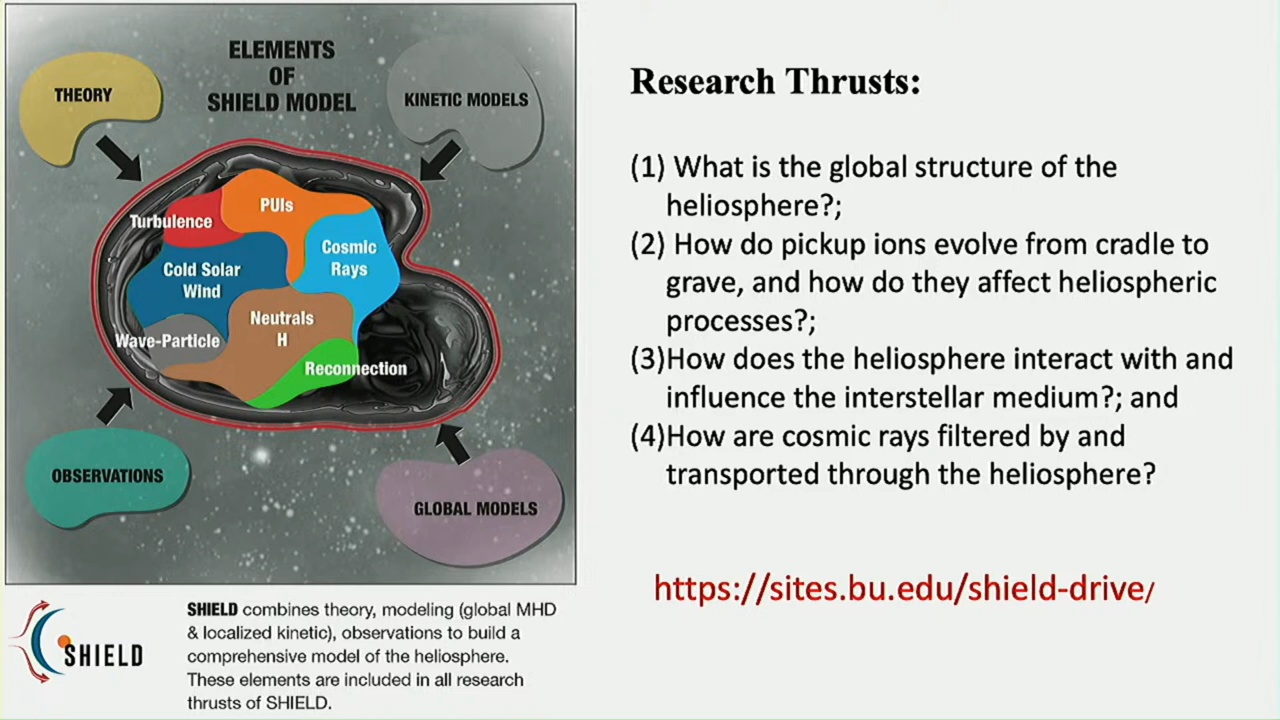 ELEMENTS
OF
SHIELD MODEL
THEORY
KINETIC MODELS
Turbulence
PUIs
Cosmic
Rays
Cold Solar
Wind
Neutrals
H
Wave-Particle
Reconnection
OBSERVATIONS
GLOBAL MODELS
SHIELD
SHIELD combines theory, modeling (global MHD
& localized kinetic), observations to build a
comprehensive model of the heliosphere.
These elements are included in all research
thrusts of SHIELD.
Research Thrusts:
(1) What is the global structure of the
heliosphere?;
(2) How do pickup ions evolve from cradle to
grave, and how do they affect heliospheric
processes?;
(3)How does the heliosphere interact with and
influence the interstellar medium?; and
(4)How are cosmic rays filtered by and
transported through the heliosphere?
https://sites.bu.edu/shield-drive/